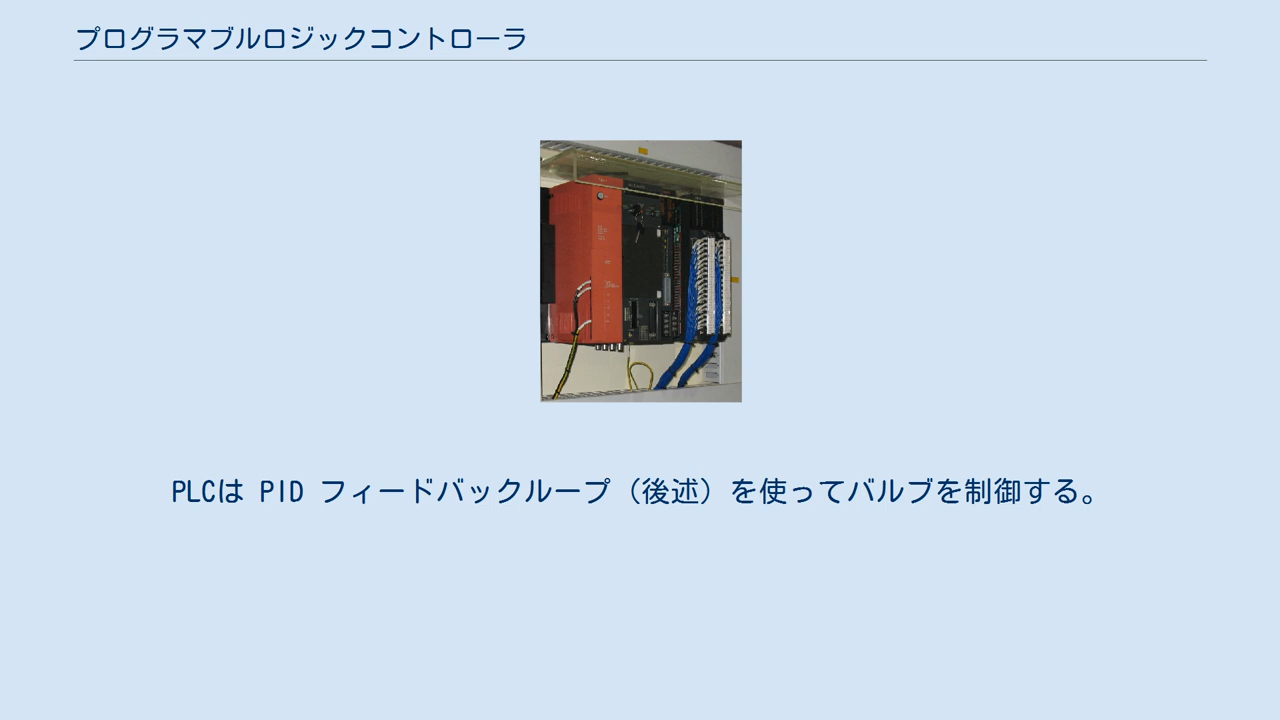 プログラマブルロジックコントローラ
PLCは PID フィードバックループ（後述）を使ってバルブを制御する。